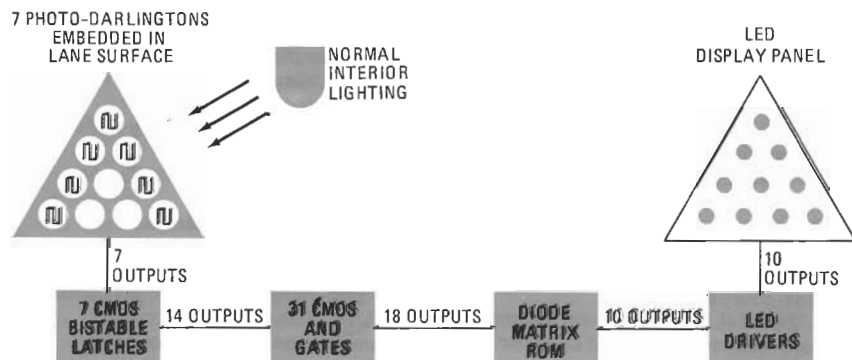 7 PHOTO-DARLINGTONS
EMBEDDED IN
LANE SURFACE
NORMAL
INTERIOR
LIGHTING
LED
DISPLAY PANEL
7
OUTPUTS
10
OUTPUTS
7 CMOS
BISTABLE
LATCHES
14 OUTPUTS
31 CMOS
AND
GATES
18 OUTPUTS
DIODE
MATRIX
ROM
10 OUTPUTS
LED
DRIVERS